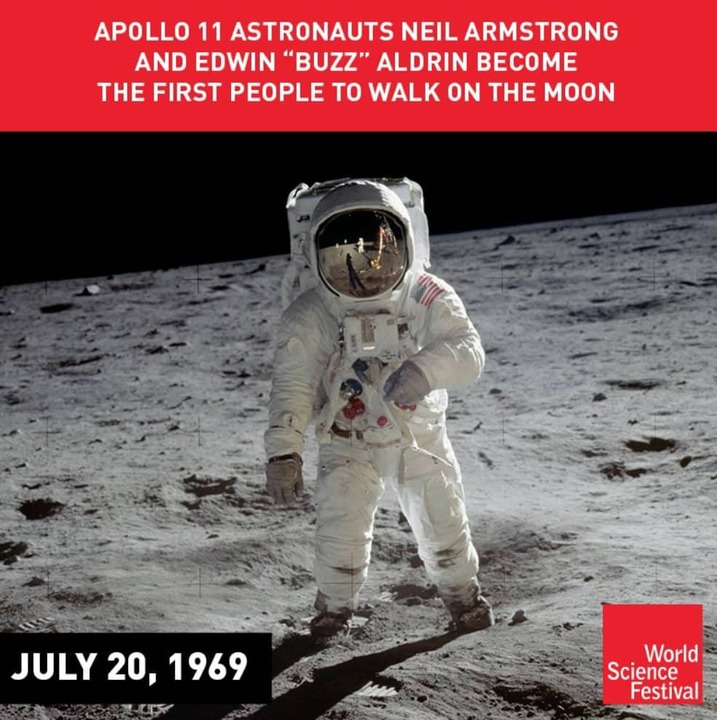 APOLLO 11 ASTRONAUTS NEIL ARMSTRONG
AND EDWIN “BUZZ” ALDRIN BECOME
THE FIRST PEOPLE TO WALK ON THE MOON
JULY 20, 1969
World
Science
Festival